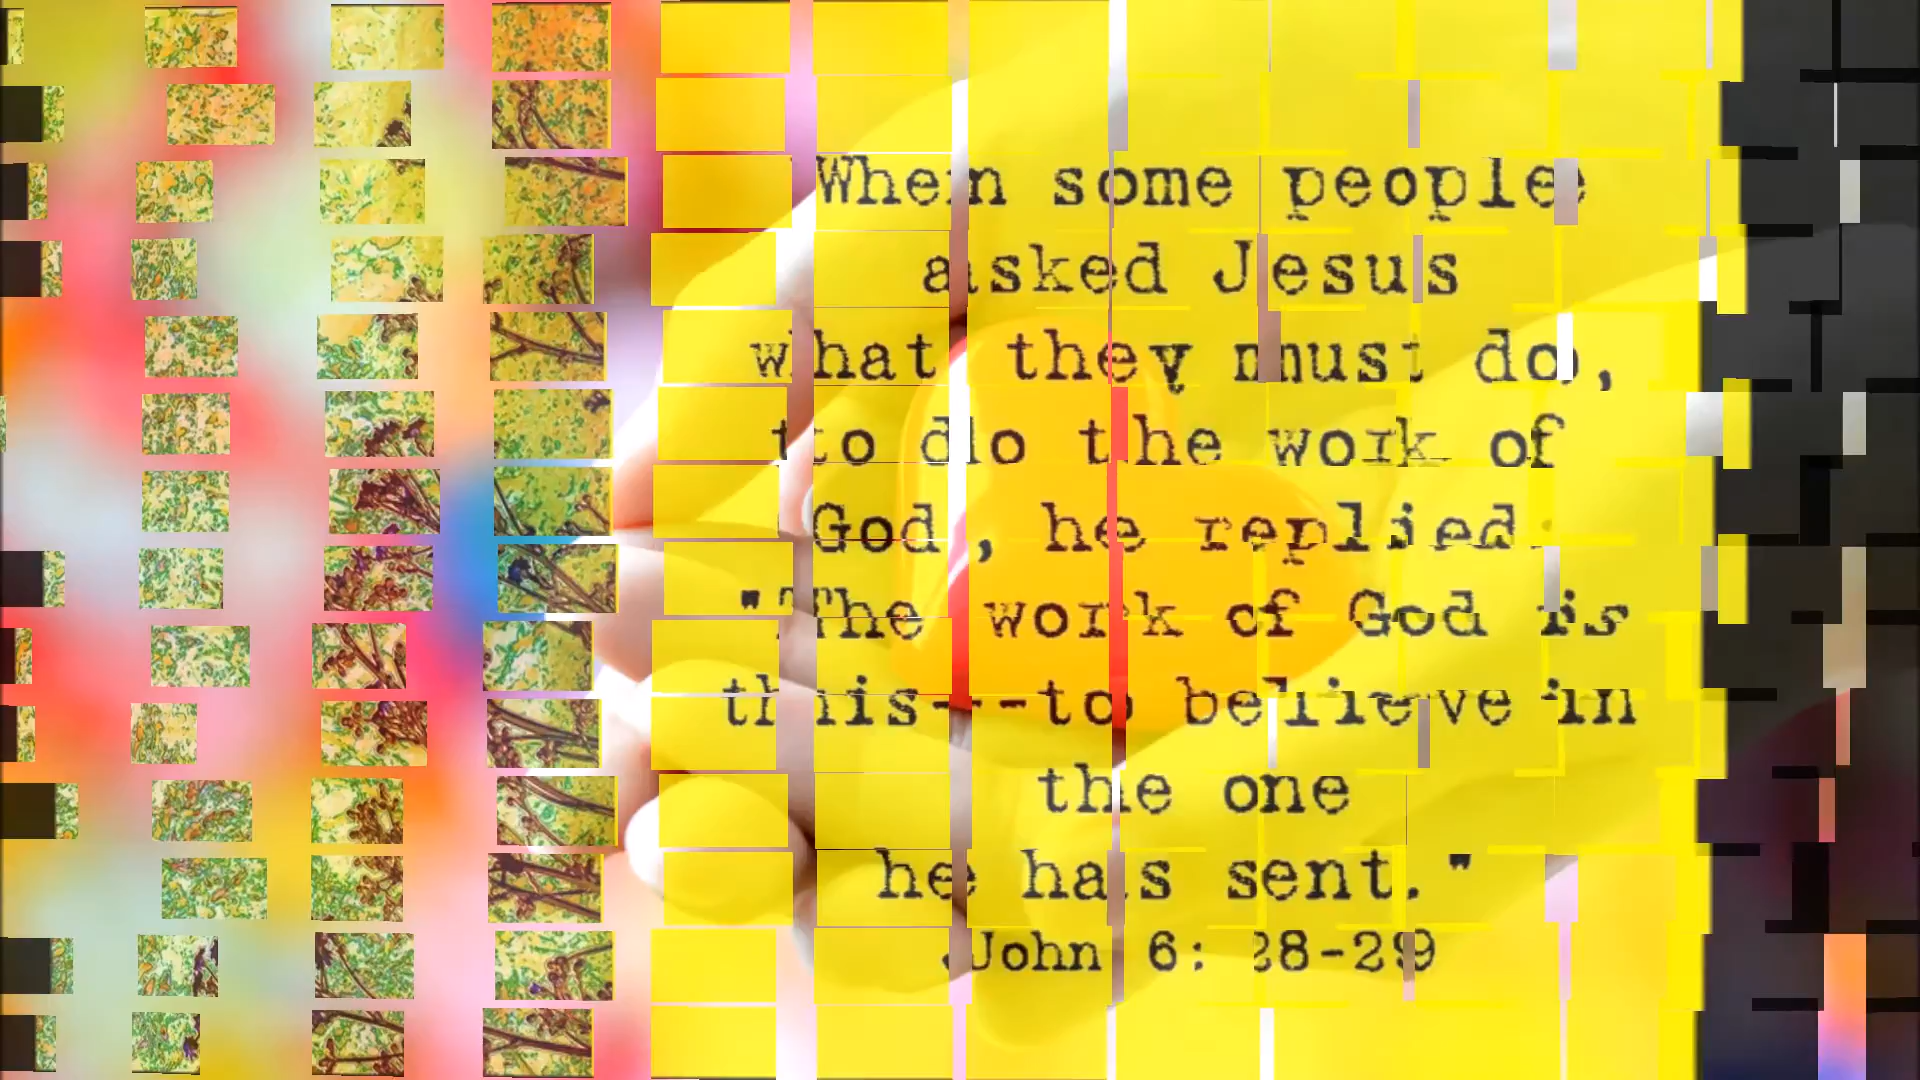 When some people
asked Jesus
what they must do,
to do the work of
God, he replied:
"The work of God is
this--to believe in
the one
he has sent."
John 6: 28-29